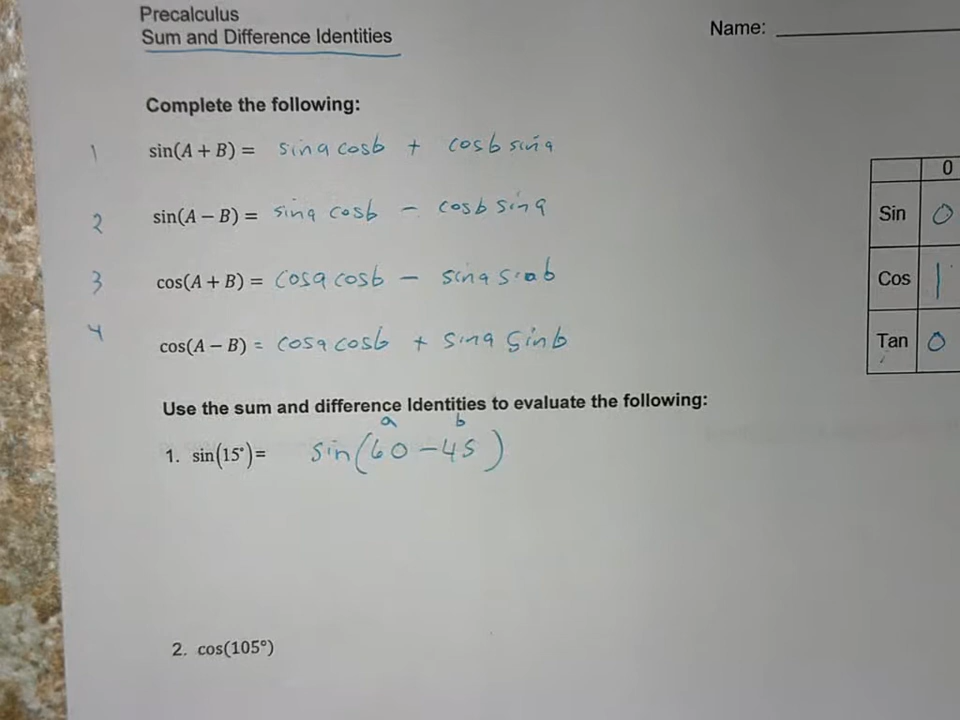 Precalculus
Sum and Difference Identities
Name:
Complete the following:
1 sin(A + B) = sina cosb + cosb sina
2 sin(A − B) = sina cosb − cosb sina
3 cos(A + B) = cosa cosb − sina sinb
4 cos(A − B) = cosa cosb + sina sinb
0
Sin 0
Cos 1
Tan 0
Use the sum and difference Identities to evaluate the following:
a b
1. sin(15°)= sin(60 − 45)
2. cos(105°)